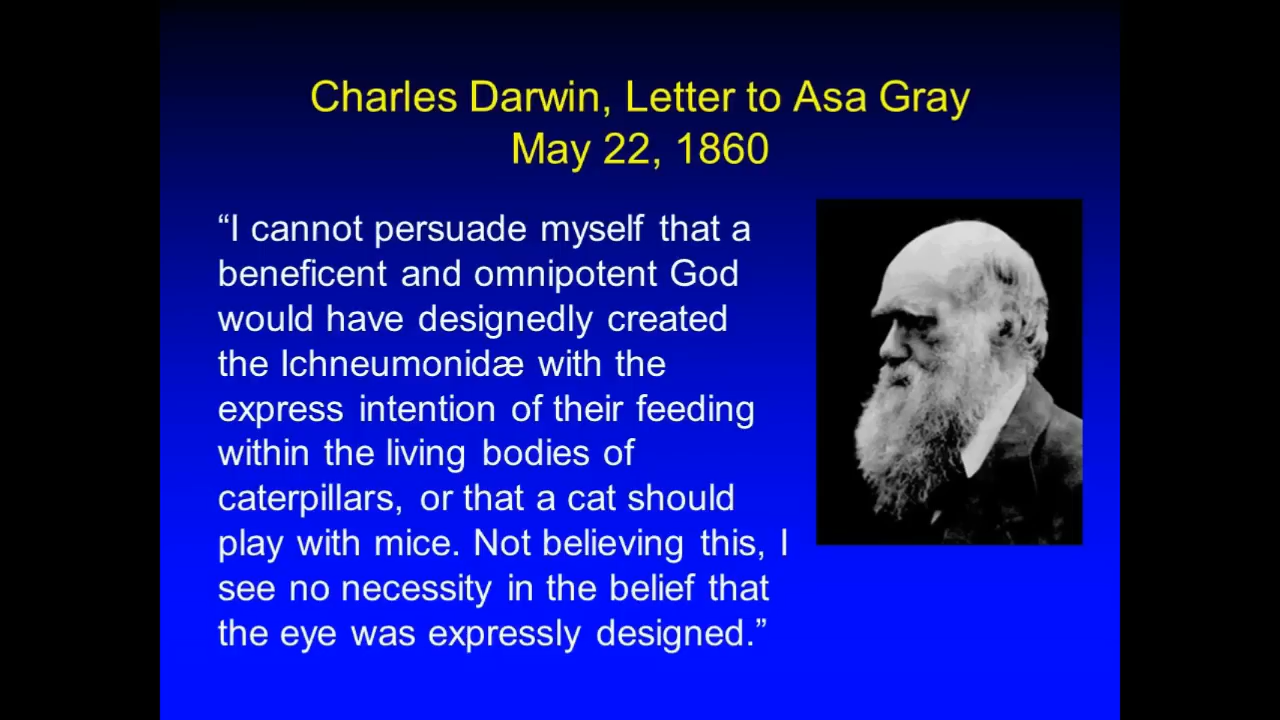 Charles Darwin, Letter to Asa Gray
May 22, 1860
“I cannot persuade myself that a
beneficent and omnipotent God
would have designedly created
the Ichneumonidæ with the
express intention of their feeding
within the living bodies of
caterpillars, or that a cat should
play with mice. Not believing this, I
see no necessity in the belief that
the eye was expressly designed.”